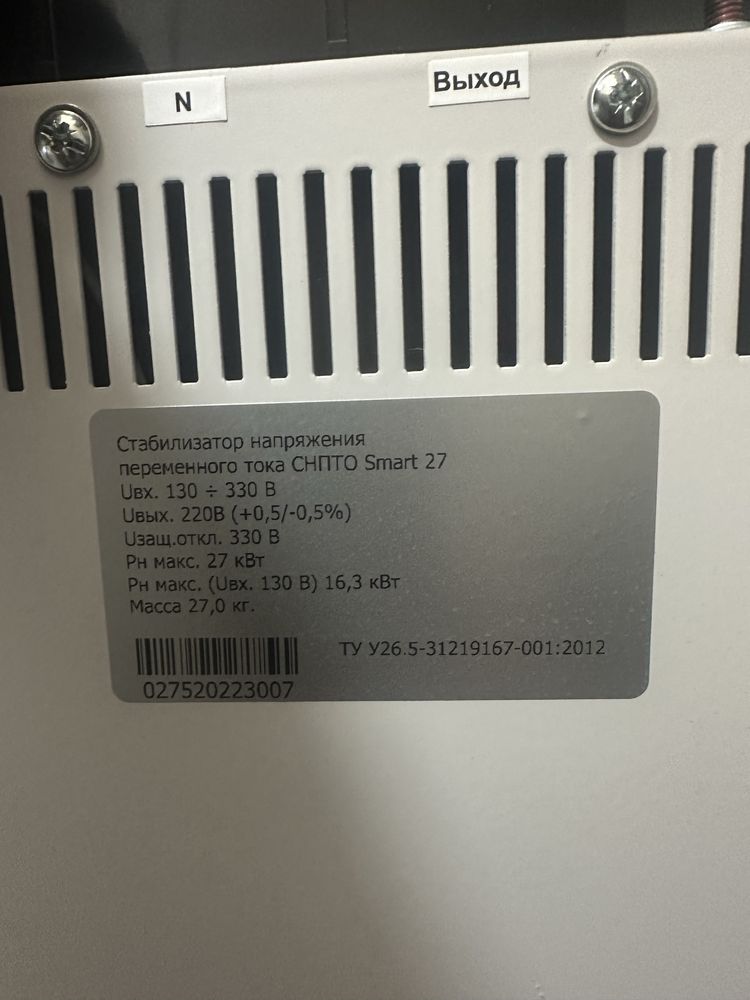 N
Выход
Стабилизатор напряжения
переменного тока СНПТО Smart 27
Uвх. 130 ÷ 330 В
Uвых. 220В (+0,5/-0,5%)
Uзащ.откл. 330 В
Рн макс. 27 кВт
Рн макс. (Uвх. 130 В) 16,3 кВт
Масса 27,0 кг.
ТУ У26.5-31219167-001:2012
027520223007